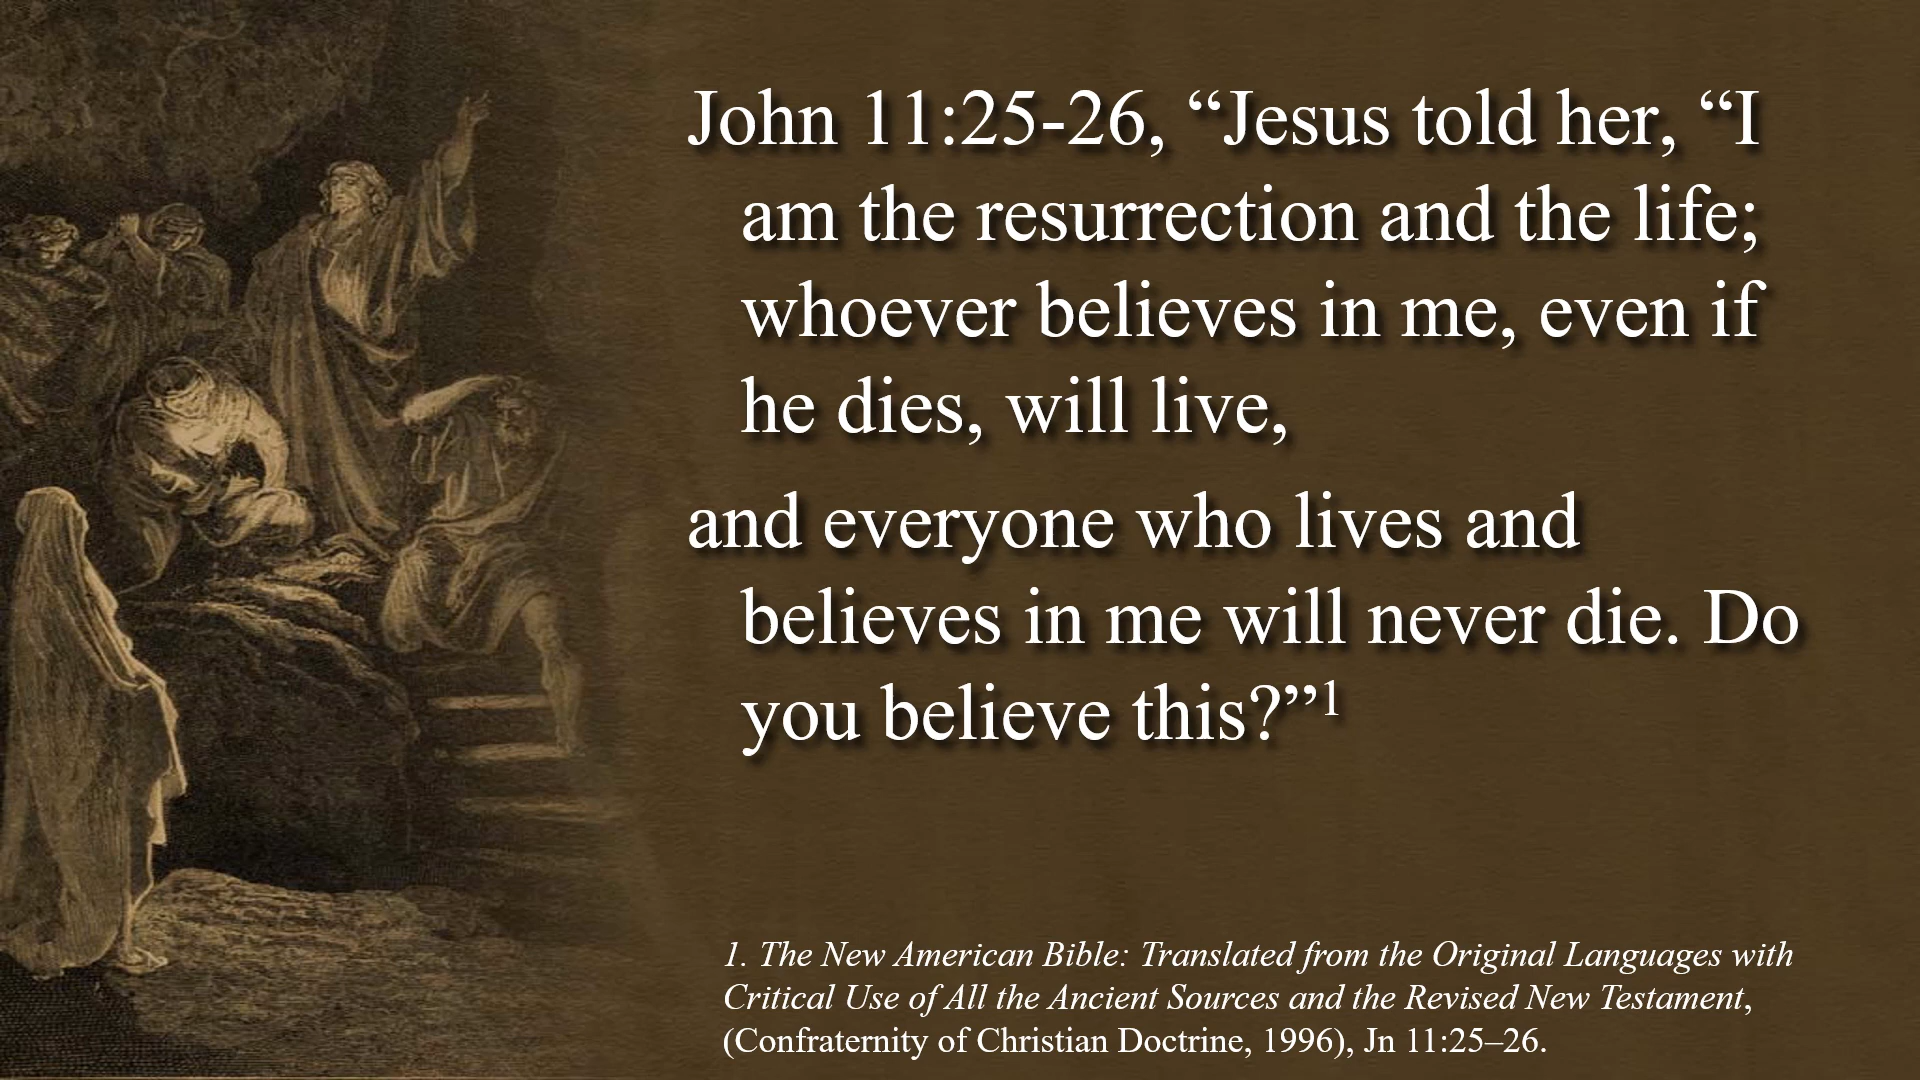 John 11:25-26, “Jesus told her, “I
am the resurrection and the life;
whoever believes in me, even if
he dies, will live,
and everyone who lives and
believes in me will never die. Do
you believe this?”1
1. The New American Bible: Translated from the Original Languages with
Critical Use of All the Ancient Sources and the Revised New Testament,
(Confraternity of Christian Doctrine, 1996), Jn 11:25–26.